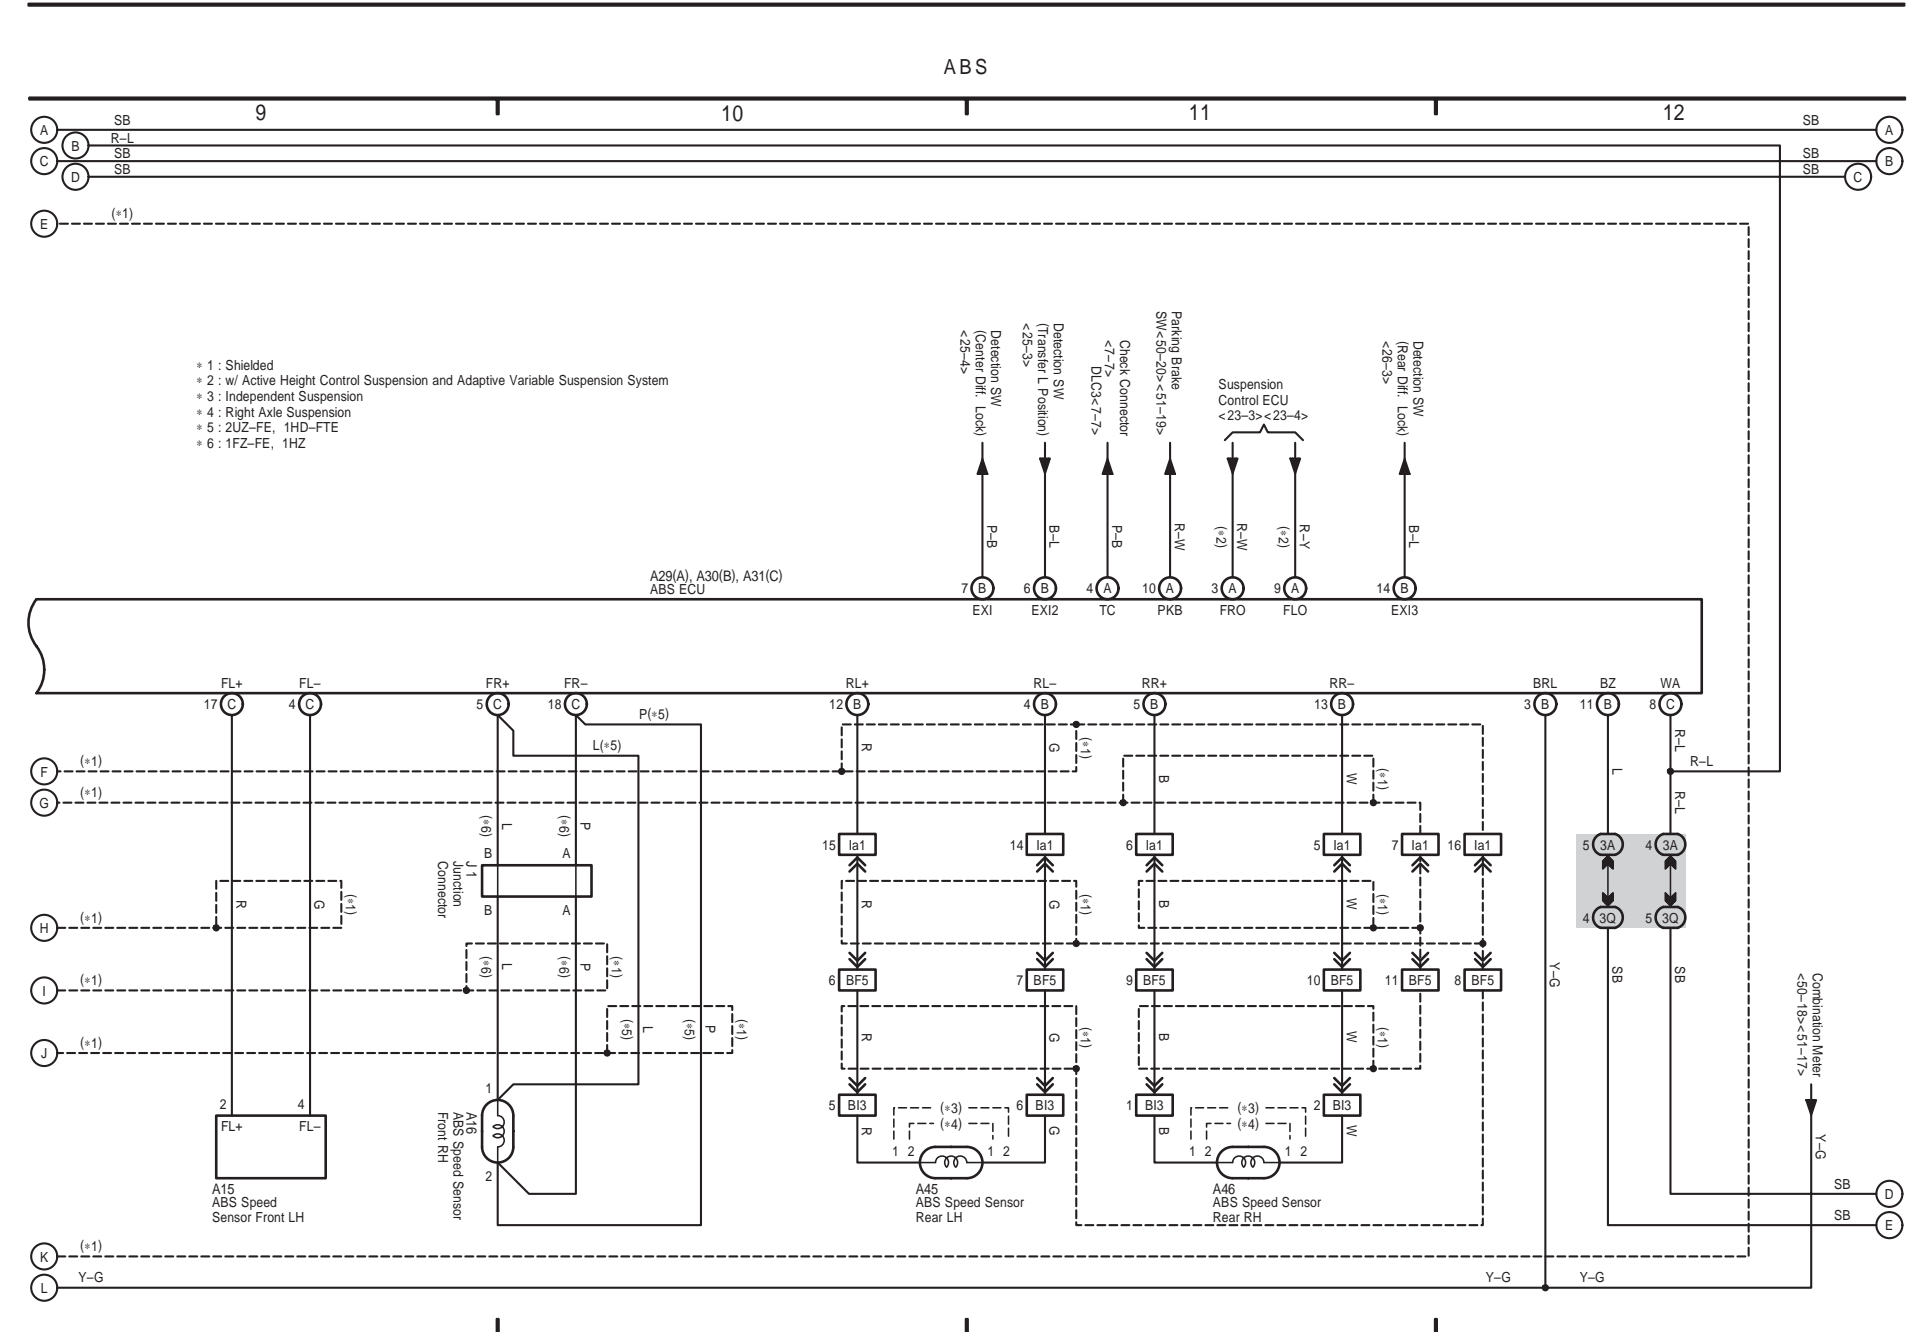 ABS
9 10 11 12
A SB SB A
B R–L
C SB SB B
D SB SB C
E (∗1)
∗ 1 : Shielded
∗ 2 : w/ Active Height Control Suspension and Adaptive Variable Suspension System
∗ 3 : Independent Suspension
∗ 4 : Right Axle Suspension
∗ 5 : 2UZ–FE, 1HD–FTE
∗ 6 : 1FZ–FE, 1HZ
Detection SW
(Center Diff. Lock)
<25–4>
Detection SW
(Transfer L Position)
<25–3>
Check Connector
<7–7>
DLC3<7–7>
Parking Brake
SW<50–20><51–19>
Suspension
Control ECU
<23–3><23–4>
Detection SW
(Rear Diff. Lock)
<26–3>
P–B B–L P–B R–W R–W (∗2) R–Y (∗2) B–L
A29(A), A30(B), A31(C)
ABS ECU
7 B 6 B 4 A 10 A 3 A 9 A 14 B
EXI EXI2 TC PKB FRO FLO EXI3
FL+ FL– FR+ FR– RL+ RL– RR+ RR– BRL BZ WA
17 C 4 C 5 C 18 C 12 B 4 B 5 B 13 B 3 B 11 B 8 C
P(∗5)
L(∗5)
R G (∗1) B W (∗1) L R–L
R–L
R–L
F (∗1)
G (∗1)
(∗6) L (∗6) P
B A
J 1
Junction
Connector
B A
15 Ia1 14 Ia1 6 Ia1 5 Ia1 7 Ia1 16 Ia1 5 3A 4 3A
R G (∗1) R G (∗1) B W (∗1)
4 3Q 5 3Q
H (∗1)
(∗6) L (∗6) P (∗1)
6 BF5 7 BF5 9 BF5 10 BF5 11 BF5 8 BF5
Y–G SB SB
I (∗1)
(∗5) L (∗5) P (∗1) R G (∗1) B W (∗1)
Combination Meter
<50–18><51–17>
J (∗1)
2 4 1
FL+ FL–
A16
ABS Speed Sensor
Front RH
2
5 BI3 6 BI3 1 BI3 2 BI3
(∗3) (∗3)
(∗4) (∗4)
R G B W Y–G
1 2 1 2 1 2 1 2
A15
ABS Speed
Sensor Front LH
A45
ABS Speed Sensor
Rear LH
A46
ABS Speed Sensor
Rear RH
SB D
SB E
K (∗1)
L Y–G Y–G Y–G